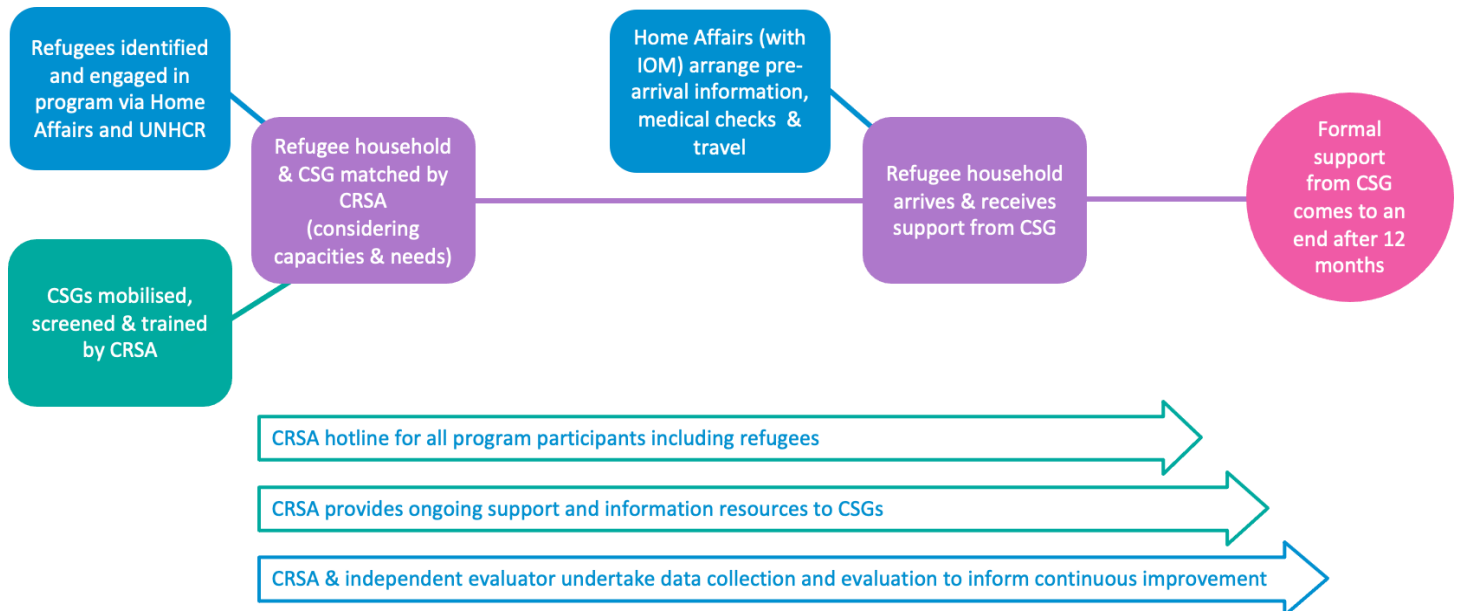 Refugees identified
and engaged in
program via Home
Affairs and UNHCR
CSGs mobilised,
screened & trained
by CRSA
Refugee household
& CSG matched by
CRSA
(considering
capacities & needs)
Home Affairs (with
IOM) arrange pre-
arrival information,
medical checks &
travel
Refugee household
arrives & receives
support from CSG
Formal
support
from CSG
comes to an
end after 12
months
CRSA hotline for all program participants including refugees
CRSA provides ongoing support and information resources to CSGs
CRSA & independent evaluator undertake data collection and evaluation to inform continuous improvement